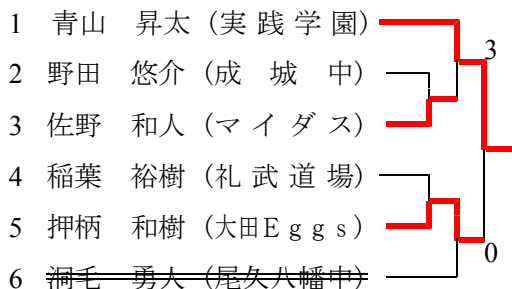 1 青山 昇太 (実践学園) 3
2 野田 悠介 (成城中)
3 佐野 和人 (マイダス)
4 稲葉 裕樹 (礼武道場)
5 押柄 和樹 (大田Eggs)
6 洞毛 勇人 (尾久八幡中) 0